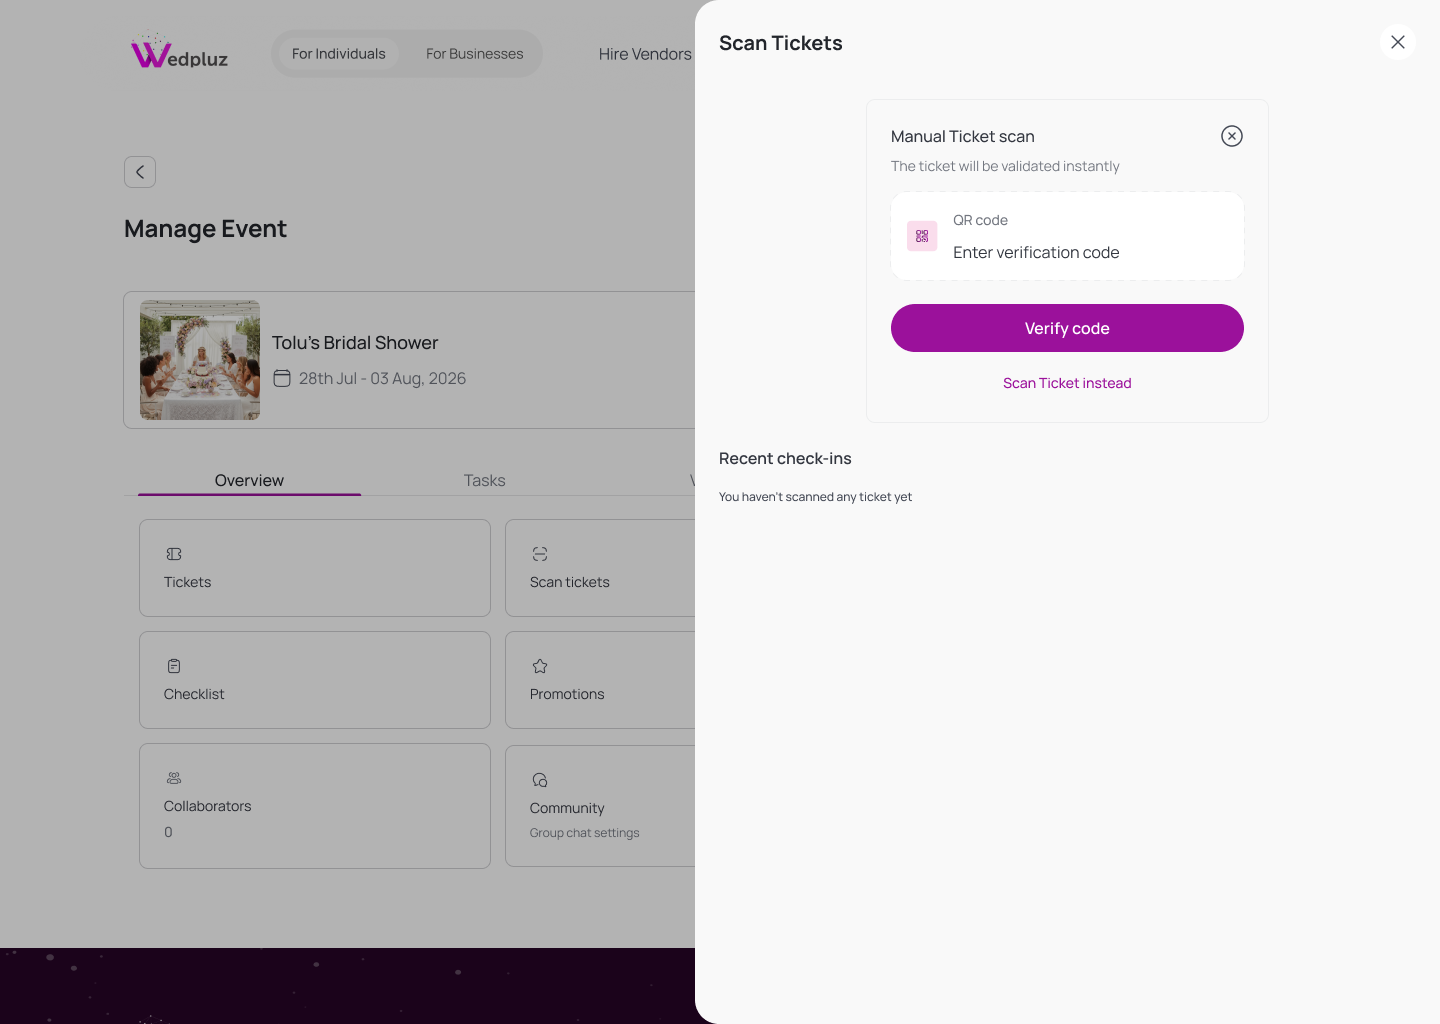 Wedpluz
For Individuals
For Businesses
Hire Vendors
Manage Event
Tolu's Bridal Shower
28th Jul - 03 Aug, 2026
Overview
Tasks
Tickets
Scan tickets
Checklist
Promotions
Collaborators
0
Community
Group chat settings
Scan Tickets
Manual Ticket scan
The ticket will be validated instantly
QR code
Enter verification code
Verify code
Scan Ticket instead
Recent check-ins
You haven't scanned any ticket yet